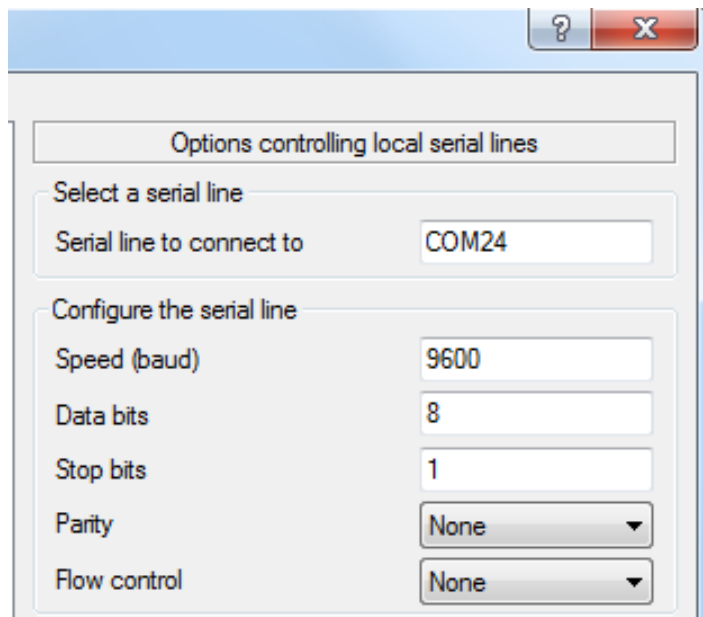 Options controlling local serial lines
Select a serial line
Serial line to connect to COM24
Configure the serial line
Speed (baud) 9600
Data bits 8
Stop bits 1
Parity None
Flow control None